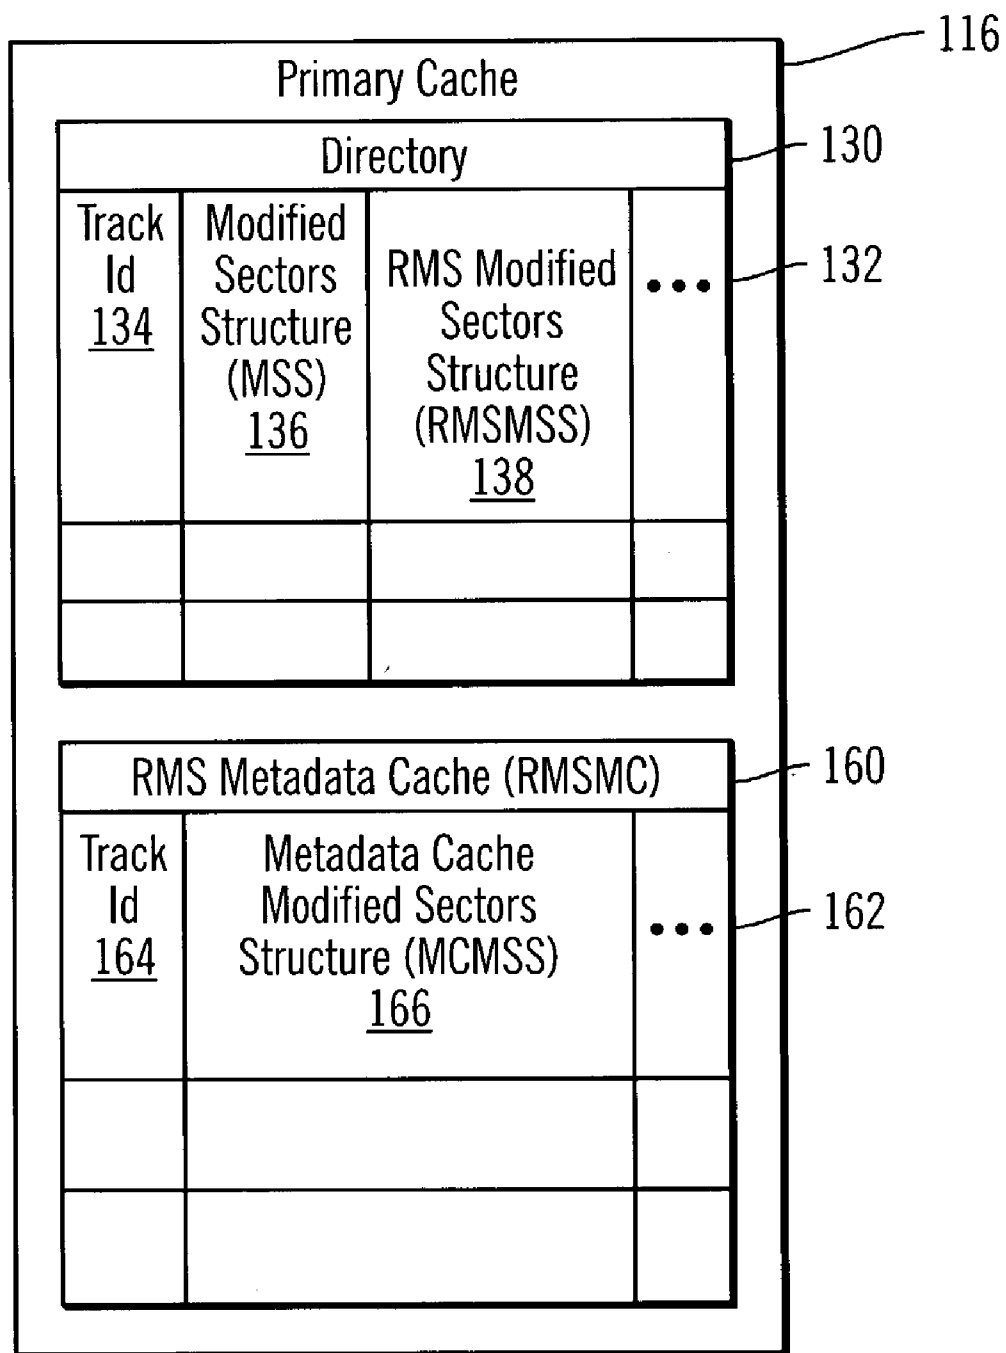 116
Primary Cache
Directory
130
Track
Id
134
Modified
Sectors
Structure
(MSS)
136
RMS Modified
Sectors
Structure
(RMSMSS)
138
•••
132
RMS Metadata Cache (RMSMC)
160
Track
Id
164
Metadata Cache
Modified Sectors
Structure (MCMSS)
166
•••
162